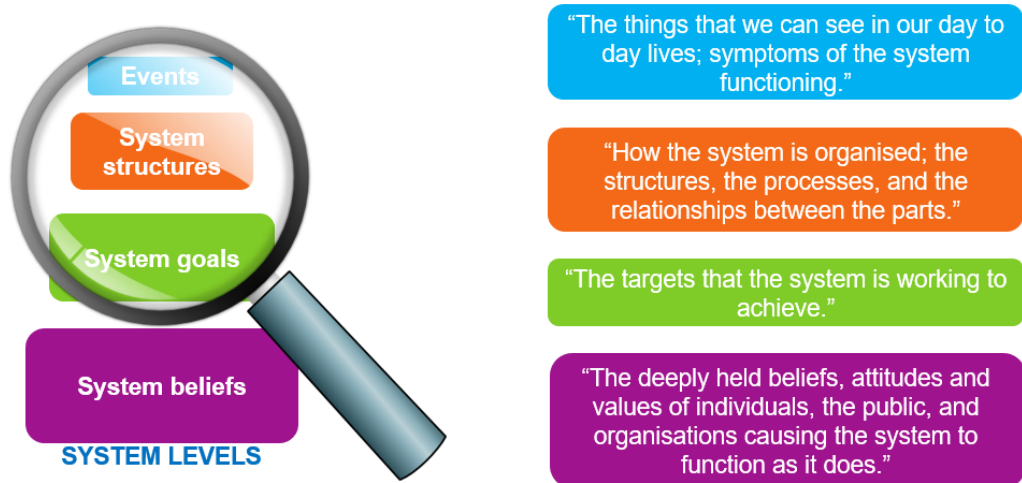 Events
System
structures
System goals
System beliefs
SYSTEM LEVELS
“The things that we can see in our day to
day lives; symptoms of the system
functioning.”
“How the system is organised; the
structures, the processes, and the
relationships between the parts.”
“The targets that the system is working to
achieve.”
“The deeply held beliefs, attitudes and
values of individuals, the public, and
organisations causing the system to
function as it does.”